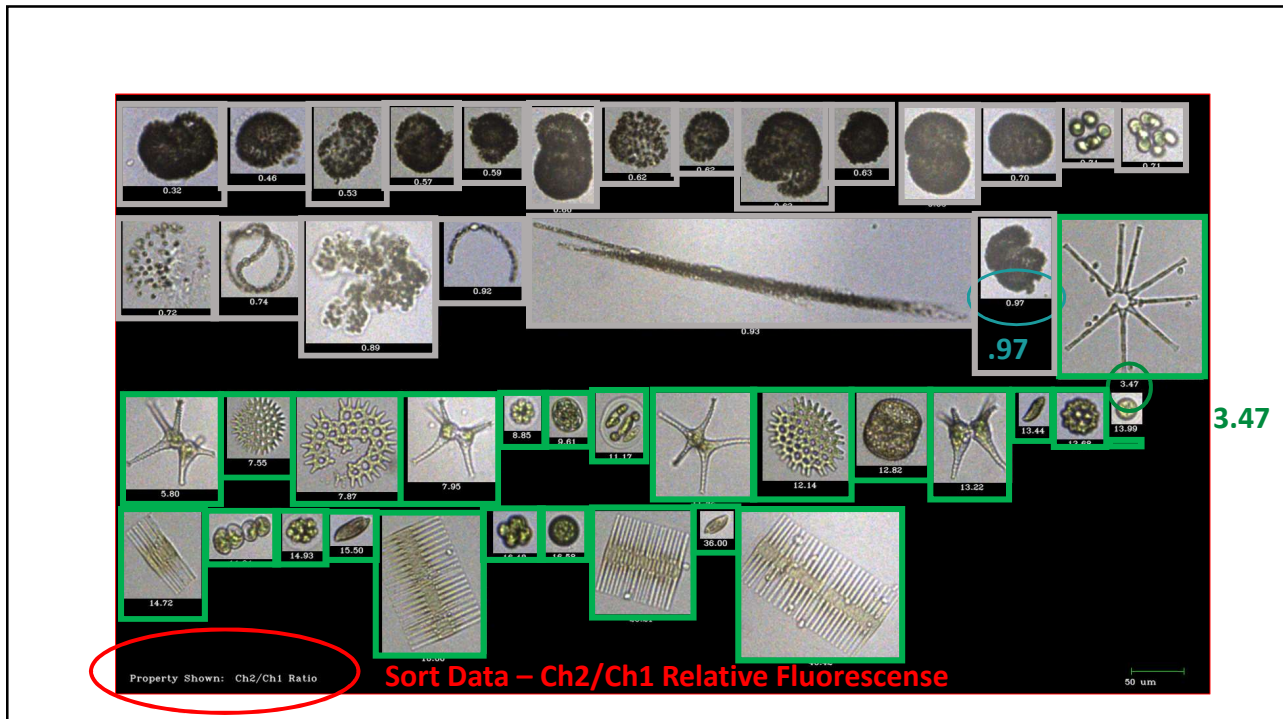 0.32 0.46 0.53 0.57 0.59 0.62 0.63 0.70 0.71
0.72 0.74 0.89 0.92 0.93 0.97
.97
3.47
3.47
5.80 7.55 7.87 7.95 8.85 9.61 11.17 12.14 12.82 13.22 13.44 13.99
14.72 14.93 15.50 16.58 36.00
Property Shown: Ch2/Ch1 Ratio
Sort Data – Ch2/Ch1 Relative Fluorescense
50 um